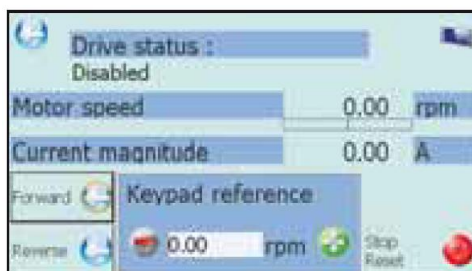 Drive status :
Disabled
Motor speed 0.00 rpm
Current magnitude 0.00 A
Forward Keypad reference
0.00 rpm Stop
Reverse Reset